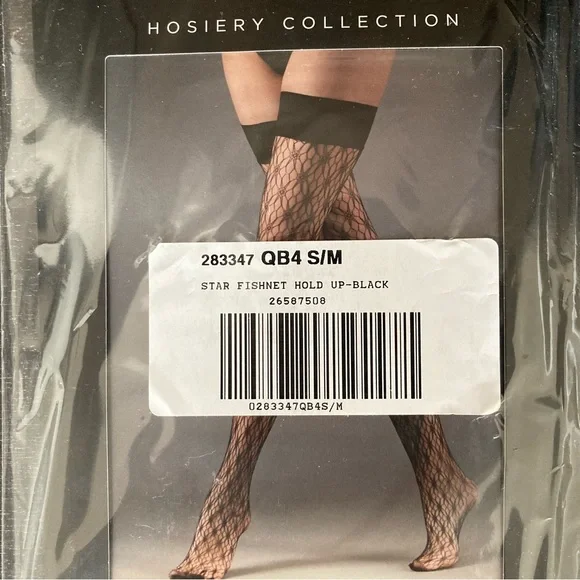 HOSIERY COLLECTION
283347 QB4 S/M
STAR FISHNET HOLD UP-BLACK
26587508
0283347QB4S/M